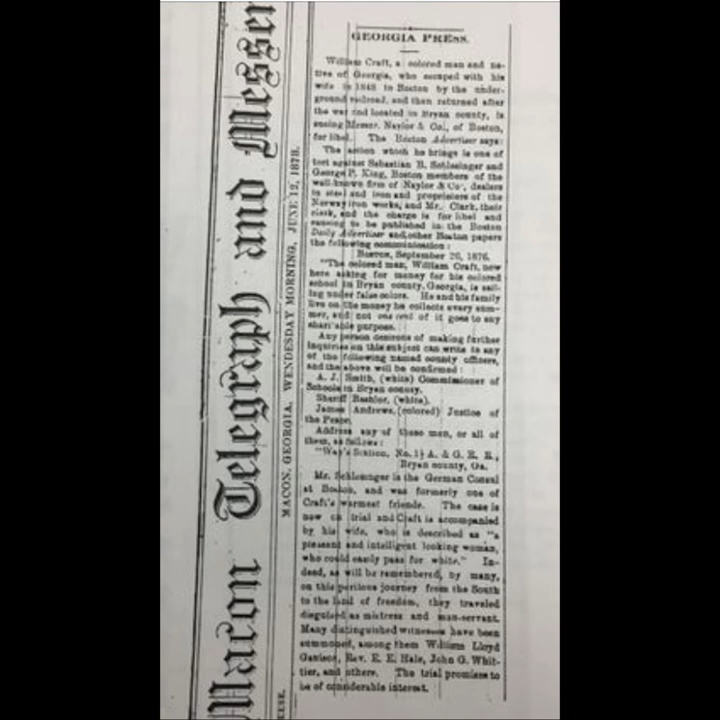 Macon Telegraph and Messen
MACON, GEORGIA, WENDESDAY MORNING, JUNE 12, 1878.
GEORGIA PRESS.
William Craft, a colored man and na-
tive of Georgia, who escaped with his
wife in 1848 to Boston by the under-
ground railroad, and then returned after
the war and located in Bryan county, is
suing Messrs. Naylor & Co., of Boston,
for libel. The Boston Advertiser says:
The action which he brings is one of
tort against Sebastian B. Schlesinger and
George P. King, Boston members of the
well-known firm of Naylor & Co., dealers
in steel and iron and proprietors of the
Norway iron works, and Mr. Clark, their
clerk, and the charge is for libel and
causing to be published in the Boston
Daily Advertiser and other Boston papers
the following communication:
Boston, September 26, 1876.
"The colored man, William Craft, now
here asking for money for his colored
school in Bryan county, Georgia, is sail-
ing under false colors. He and his family
live on the money he collects every sum-
mer, and not one cent of it goes to any
charitable purpose.
Any person desirous of making further
inquiries on this subject can write to any
of the following named county officers,
and the above will be confirmed:
A. J. Smith, (white) Commissioner of
Schools in Bryan county.
Sheriff Bashlor, (white).
James Andrews, (colored) Justice of
the Peace.
Address any of these men, or all of
them, as follows:
"Way's Station, No. 1½ A. & G. R. R.,
Bryan county, Ga.
Mr. Schlesinger is the German Consul
at Boston, and was formerly one of
Craft's warmest friends. The case is
now on trial and Craft is accompanied
by his wife, who is described as "a
pleasant and intelligent looking woman,
who could easily pass for white." In-
deed, as will be remembered, by many,
on this perilous journey from the South
to the land of freedom, they traveled
disguised as mistress and man-servant.
Many distinguished witnesses have been
summoned, among them William Lloyd
Garrison, Rev. E. E. Hale, John G. Whit-
tier, and others. The trial promises to
be of considerable interest.